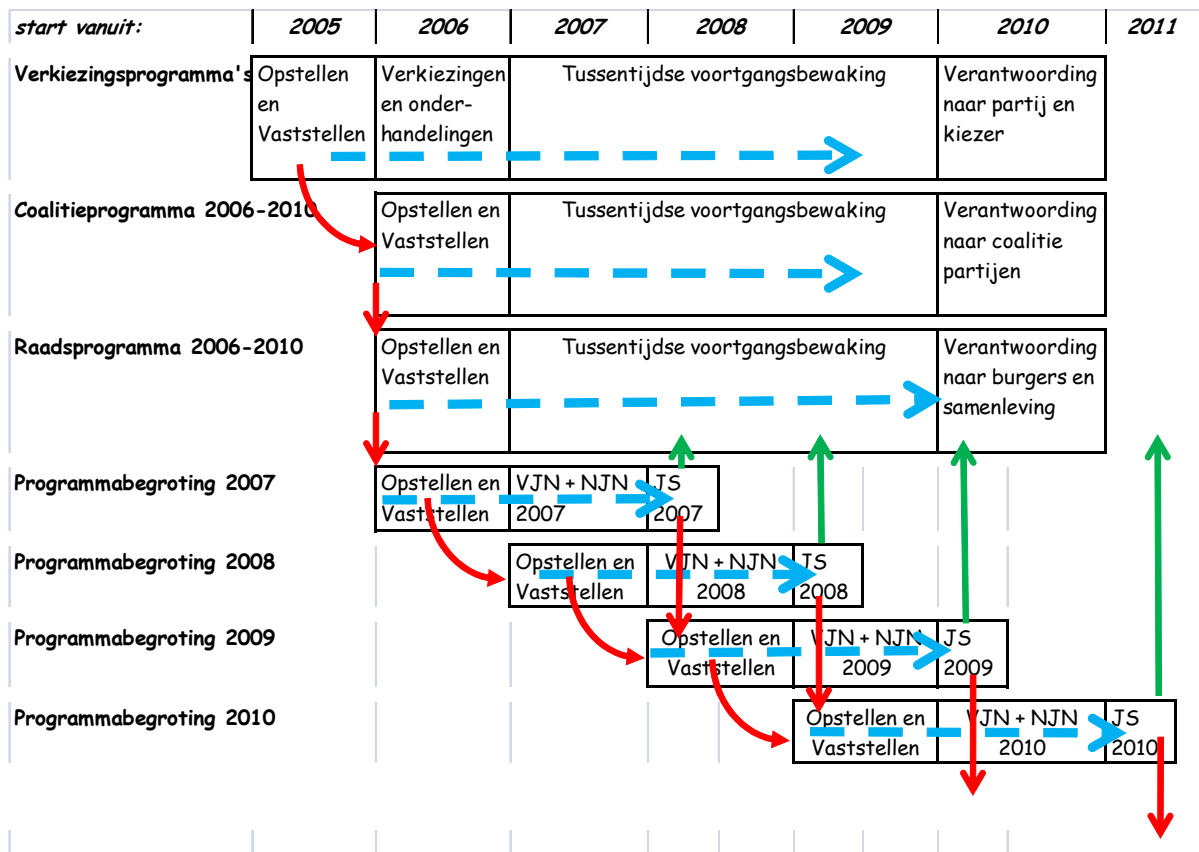 start vanuit: 2005 2006 2007 2008 2009 2010 2011
Verkiezingsprogramma's
Opstellen
en
Vaststellen
Verkiezingen
en onder-
handelingen
Tussentijdse voortgangsbewaking
Verantwoording
naar partij en
kiezer
Coalitieprogramma 2006-2010
Opstellen en
Vaststellen
Tussentijdse voortgangsbewaking
Verantwoording
naar coalitie
partijen
Raadsprogramma 2006-2010
Opstellen en
Vaststellen
Tussentijdse voortgangsbewaking
Verantwoording
naar burgers en
samenleving
Programmabegroting 2007
Opstellen en
Vaststellen
VJN + NJN
2007
JS
2007
Programmabegroting 2008
Opstellen en
Vaststellen
VJN + NJN
2008
JS
2008
Programmabegroting 2009
Opstellen en
Vaststellen
VJN + NJN
2009
JS
2009
Programmabegroting 2010
Opstellen en
Vaststellen
VJN + NJN
2010
JS
2010